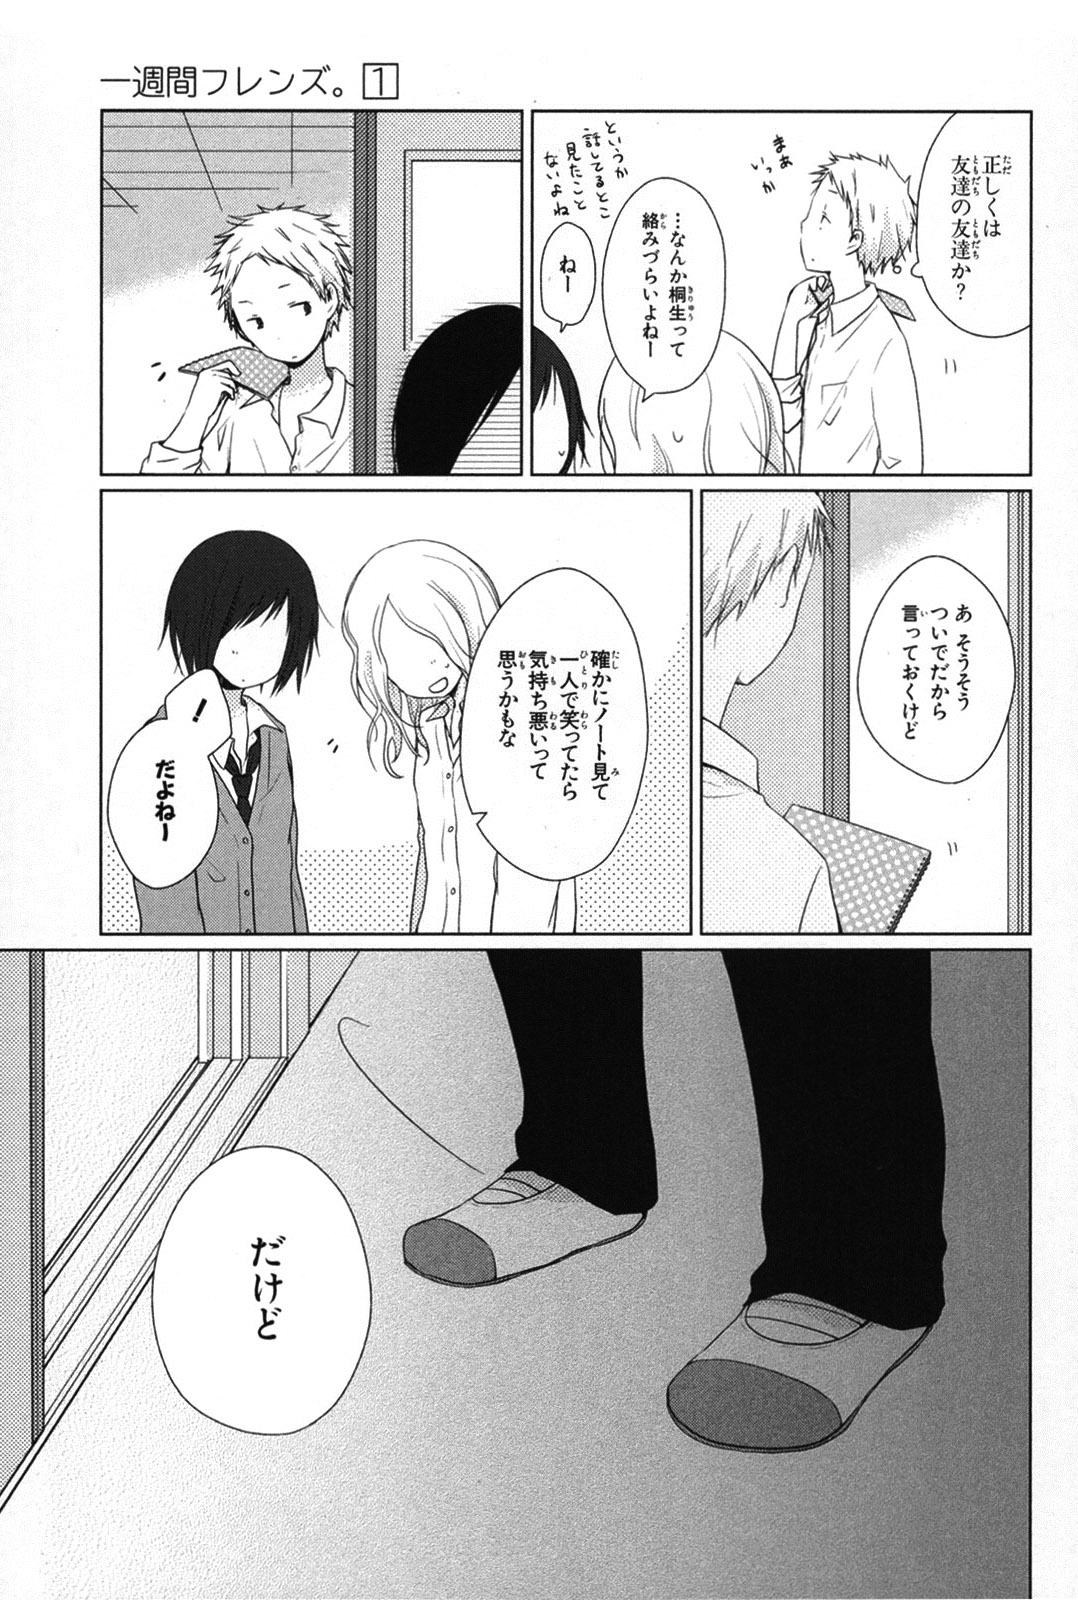 一週間フレンズ。 1
正しくは
友達の友達か？
まぁ
いっか
…なんか桐生って
絡みづらいよねー
ねー
というか
話してるとこ
見たこと
ないよね
あ そうそう
ついでだから
言っておくけど
確かにノート見て
一人で笑ってたら
気持ち悪いって
思うかもな
！
だよねー
だけど